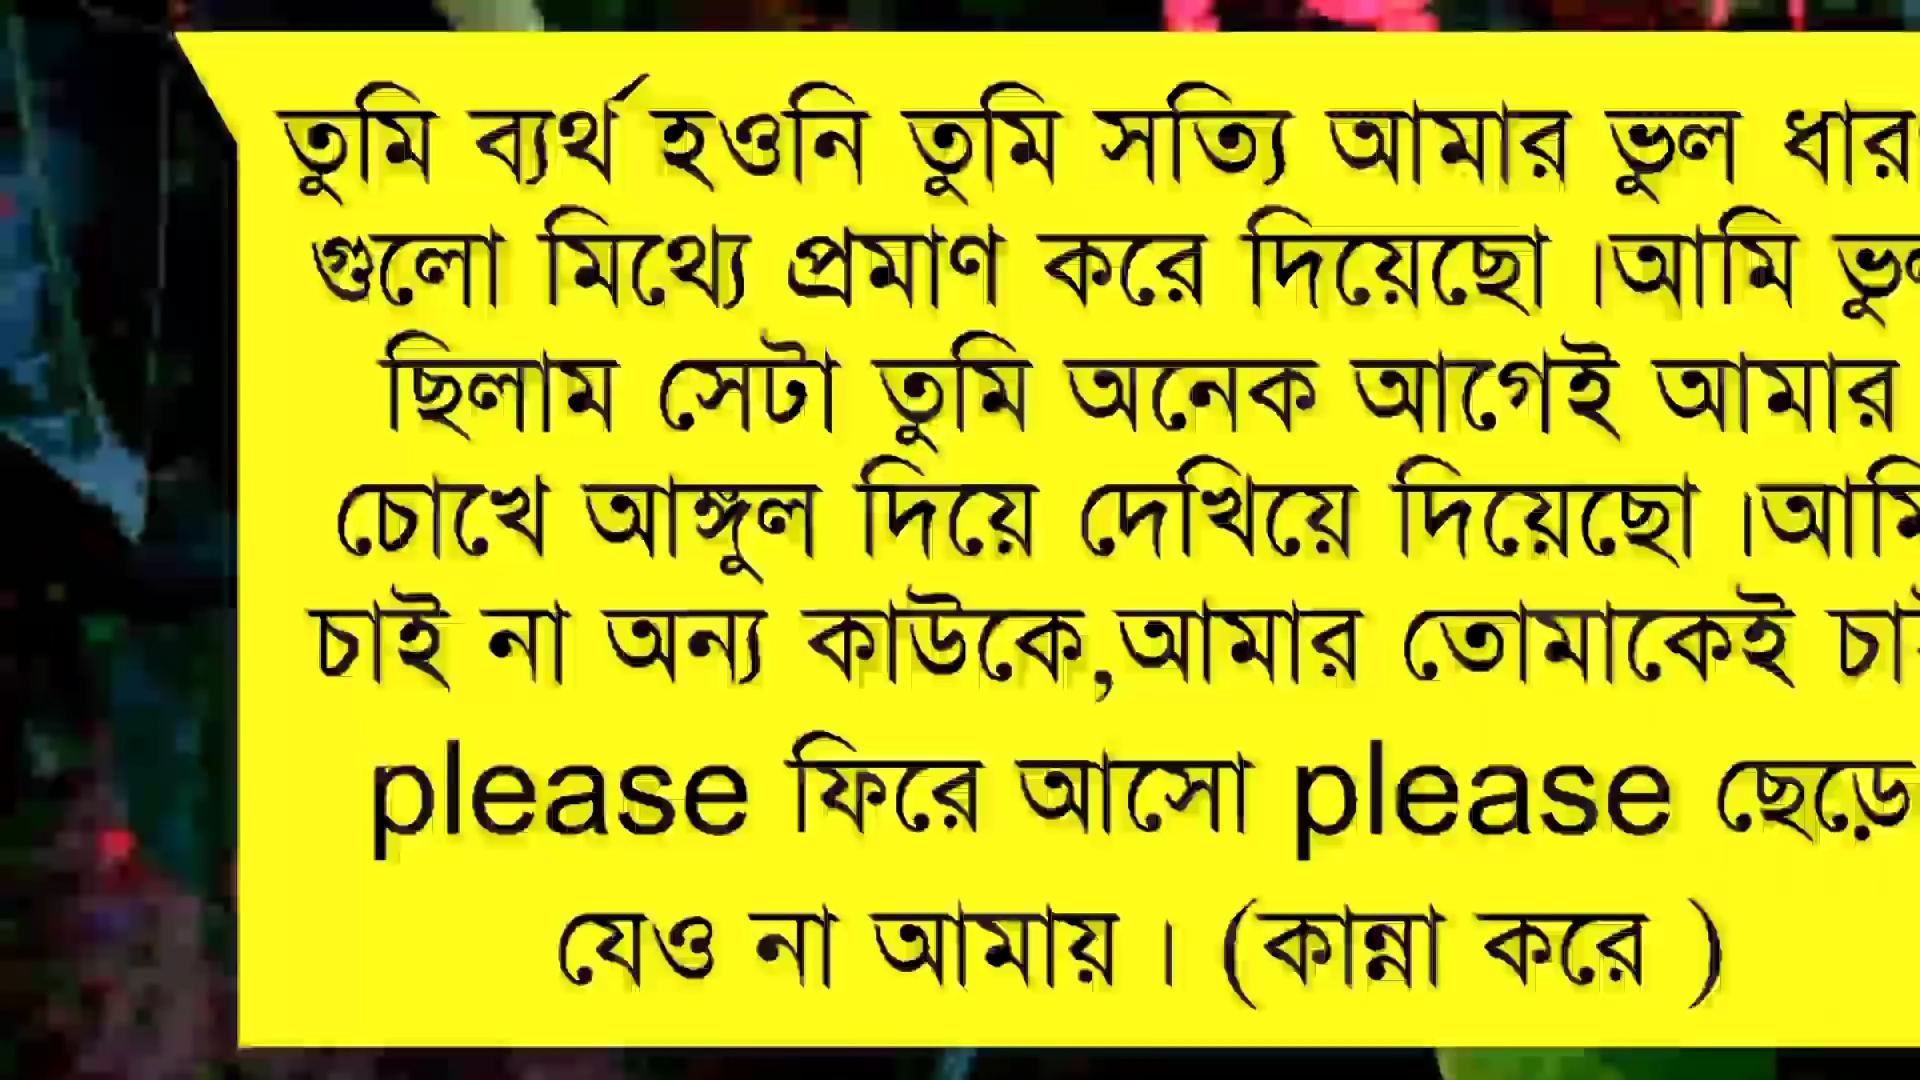 তুমি ব্যর্থ হওনি তুমি সত্যি আমার ভুল
গুলো মিথ্যে প্রমাণ করে দিয়েছো ।আমি
ছিলাম সেটা তুমি অনেক আগেই আমার
চোখে আঙ্গুল দিয়ে দেখিয়ে দিয়েছো ।আমি
চাই না অন্য কাউকে,আমার তোমাকেই
please ফিরে আসো please ছেড়ে
যেও না আমায় । (কান্না করে )